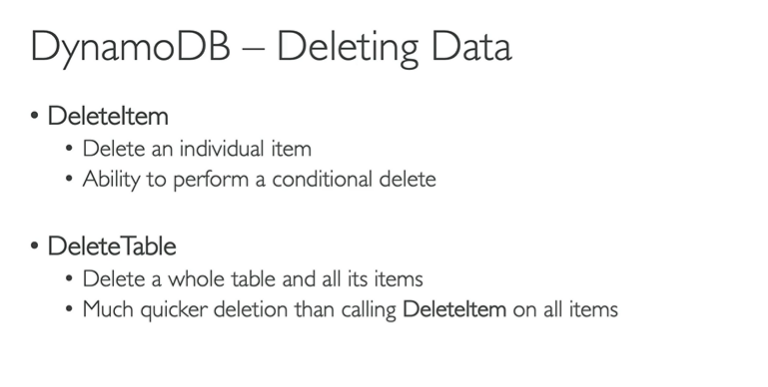 DynamoDB – Deleting Data
• DeleteItem
• Delete an individual item
• Ability to perform a conditional delete
• DeleteTable
• Delete a whole table and all its items
• Much quicker deletion than calling DeleteItem on all items